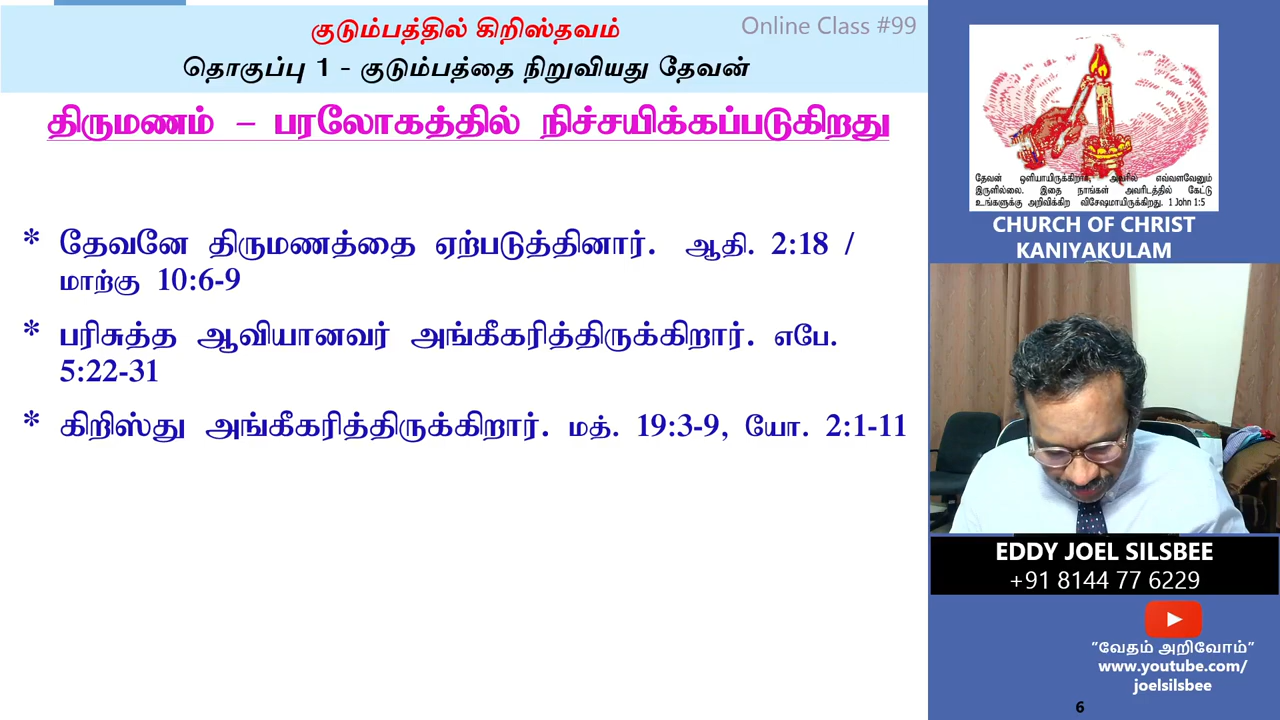 குடும்பத்தில் கிறிஸ்தவம்
Online Class #99
தொகுப்பு 1 - குடும்பத்தை நிறுவியது தேவன்
திருமணம் – பரலோகத்தில் நிச்சயிக்கப்படுகிறது
* தேவனே திருமணத்தை ஏற்படுத்தினார். ஆதி. 2:18 /
மாற்கு 10:6-9
* பரிசுத்த ஆவியானவர் அங்கீகரித்திருக்கிறார். எபே.
5:22-31
* கிறிஸ்து அங்கீகரித்திருக்கிறார். மத். 19:3-9, யோ. 2:1-11
தேவன் ஒளியாயிருக்கிறார், அவரில் எவ்வளவேனும்
இருளில்லை. இதை நாங்கள் அவரிடத்தில் கேட்டு
உங்களுக்கு அறிவிக்கிற விசேஷமாயிருக்கிறது. 1 John 1:5
CHURCH OF CHRIST
KANIYAKULAM
EDDY JOEL SILSBEE
+91 8144 77 6229
"வேதம் அறிவோம்"
www.youtube.com/
joelsilsbee
6